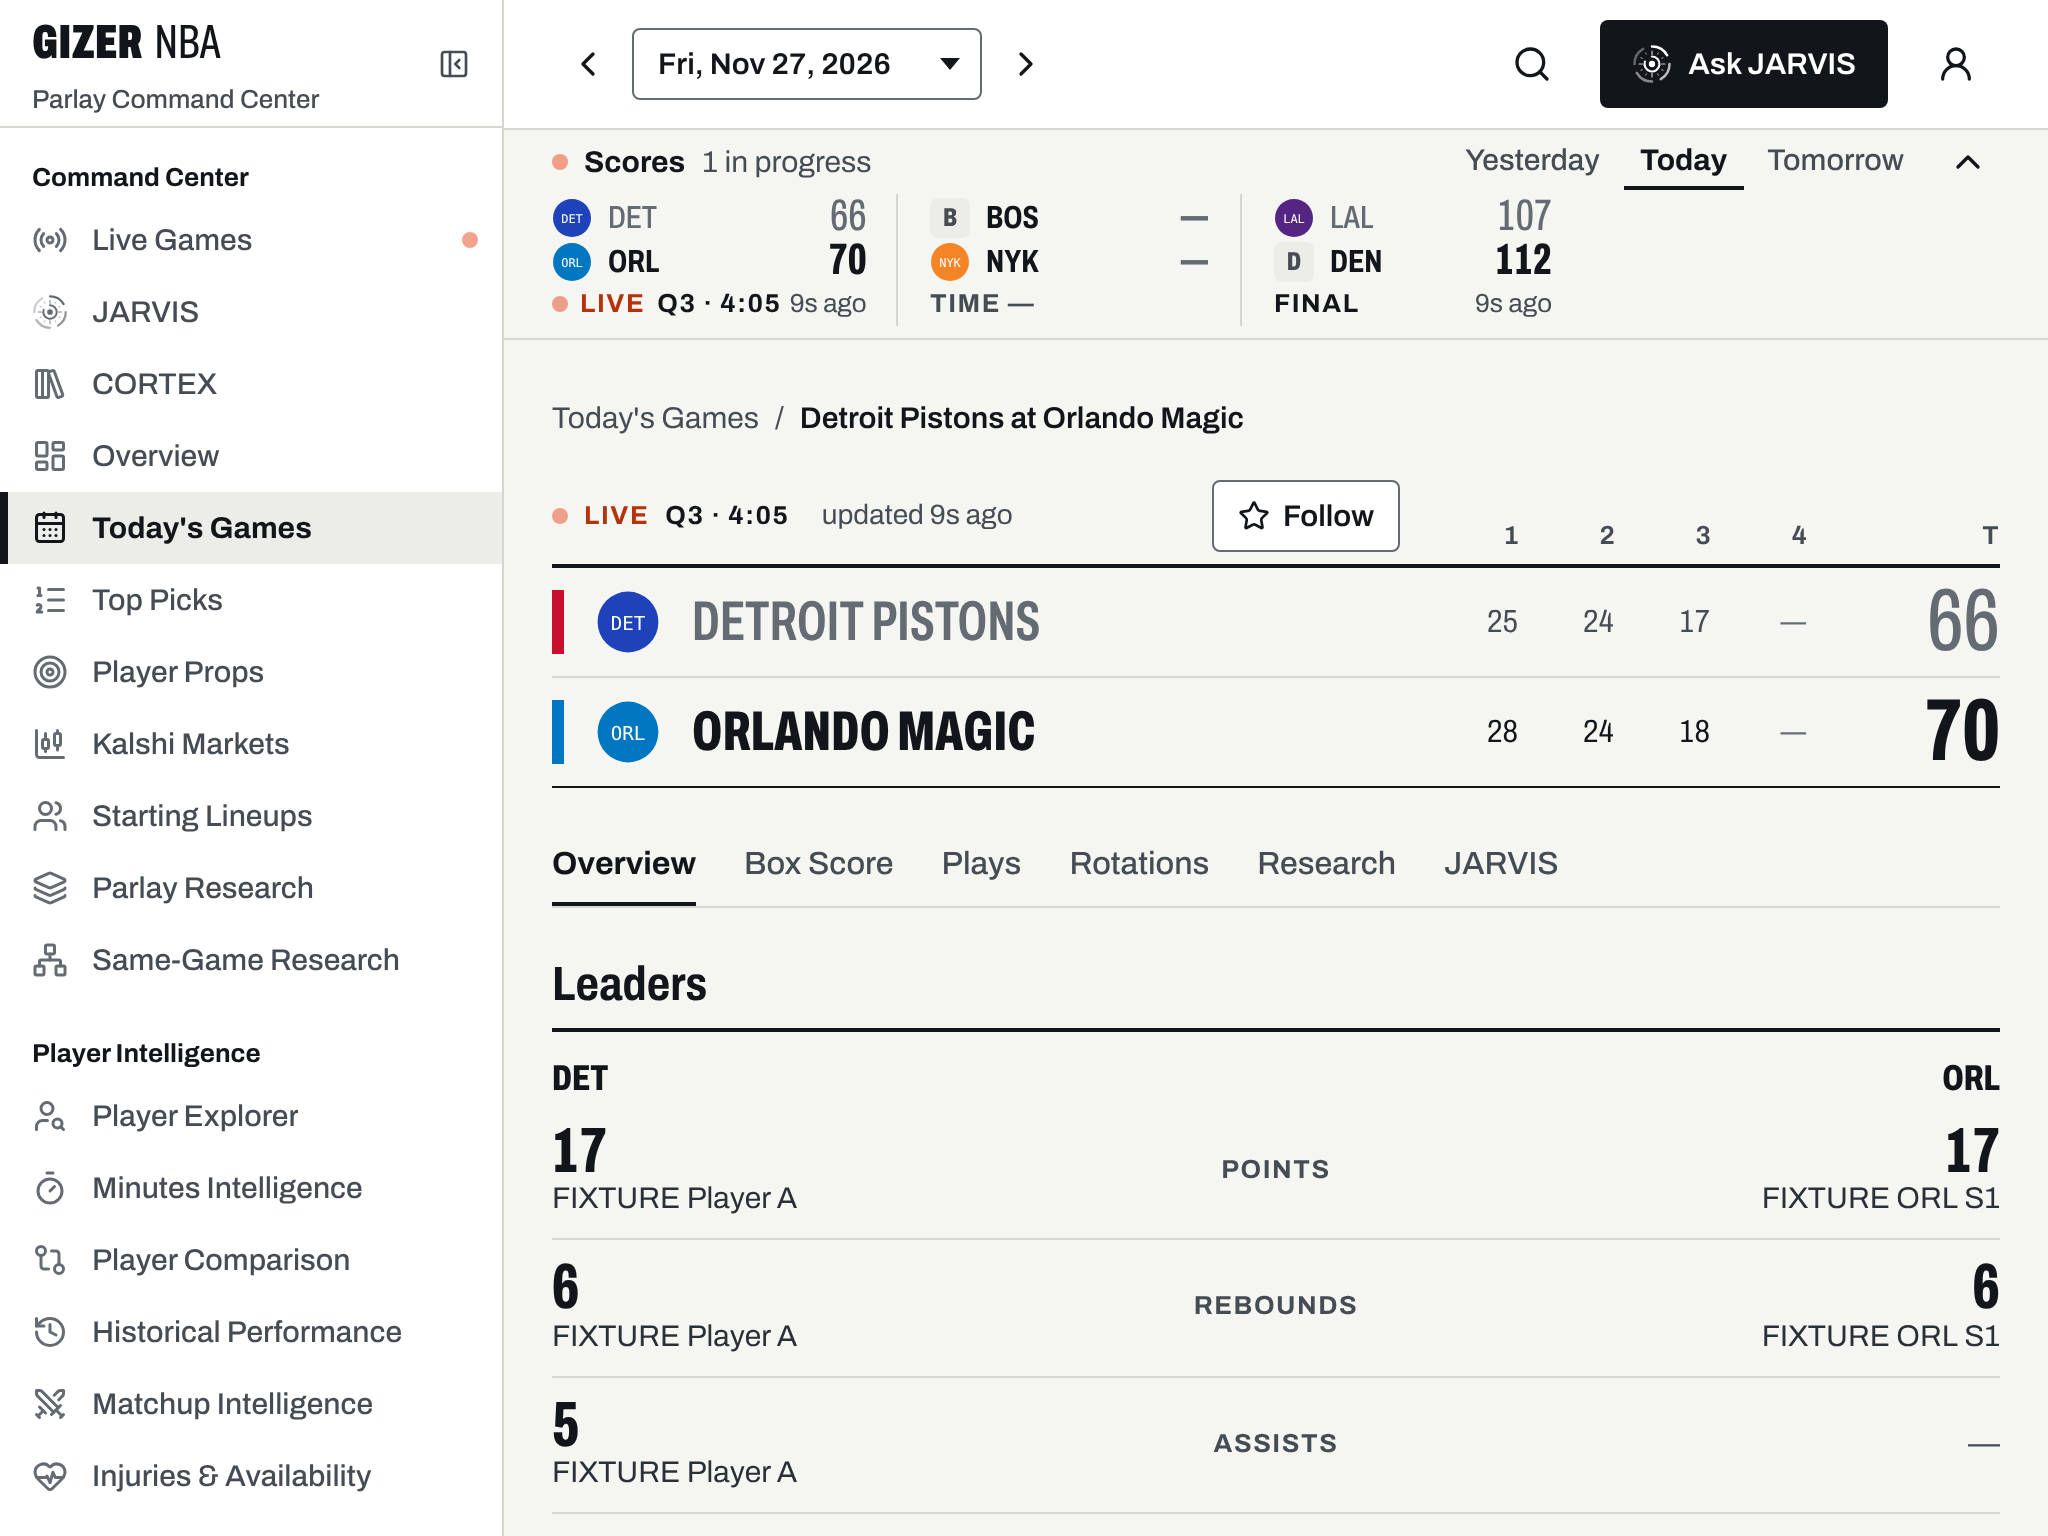 GIZER NBA
Parlay Command Center
Command Center
Live Games
JARVIS
CORTEX
Overview
Today's Games
Top Picks
Player Props
Kalshi Markets
Starting Lineups
Parlay Research
Same-Game Research
Player Intelligence
Player Explorer
Minutes Intelligence
Player Comparison
Historical Performance
Matchup Intelligence
Injuries & Availability
Fri, Nov 27, 2026
Ask JARVIS
Scores 1 in progress
Yesterday Today Tomorrow
DET DET 66
ORL ORL 70
LIVE Q3 · 4:05 9s ago
B BOS —
NYK NYK —
TIME —
LAL LAL 107
D DEN 112
FINAL 9s ago
Today's Games / Detroit Pistons at Orlando Magic
LIVE Q3 · 4:05 updated 9s ago Follow 1 2 3 4 T
DET DETROIT PISTONS 25 24 17 — 66
ORL ORLANDO MAGIC 28 24 18 — 70
Overview Box Score Plays Rotations Research JARVIS
Leaders
DET ORL
17 POINTS 17
FIXTURE Player A FIXTURE ORL S1
6 REBOUNDS 6
FIXTURE Player A FIXTURE ORL S1
5 ASSISTS —
FIXTURE Player A